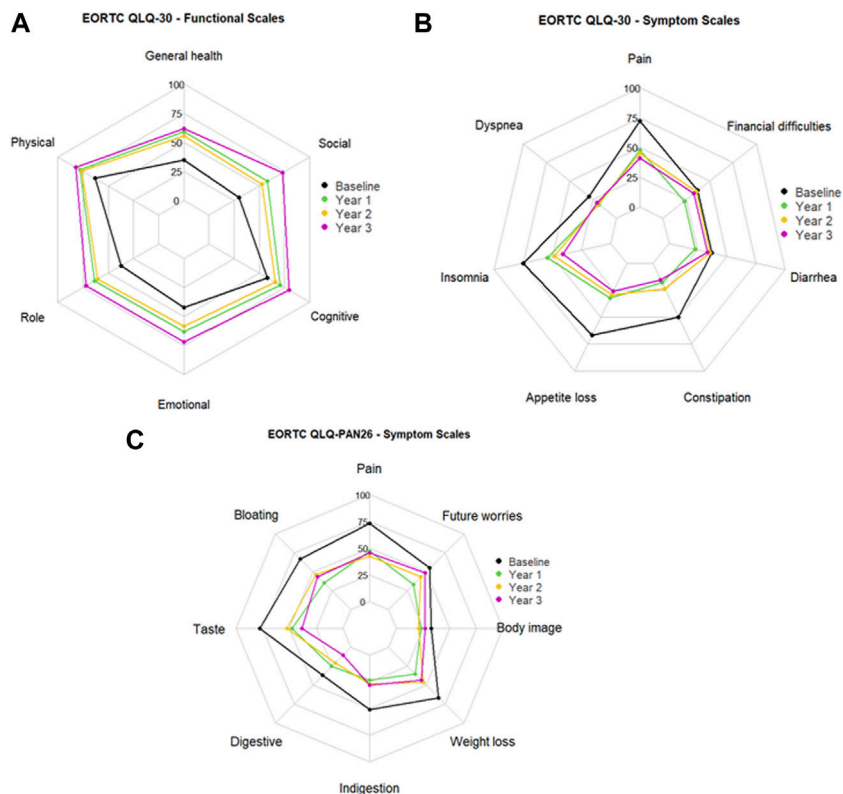 A
EORTC QLQ-30 - Functional Scales
General health
100
75
50
25
0
Social
Physical
Baseline
Year 1
Year 2
Year 3
Role
Cognitive
Emotional
B
EORTC QLQ-30 - Symptom Scales
Pain
100
75
50
25
0
Dyspnea
Financial difficulties
Baseline
Year 1
Year 2
Year 3
Insomnia
Diarrhea
Appetite loss
Constipation
C
EORTC QLQ-PAN26 - Symptom Scales
Pain
100
75
50
25
0
Bloating
Future worries
Baseline
Year 1
Year 2
Year 3
Taste
Body image
Digestive
Weight loss
Indigestion